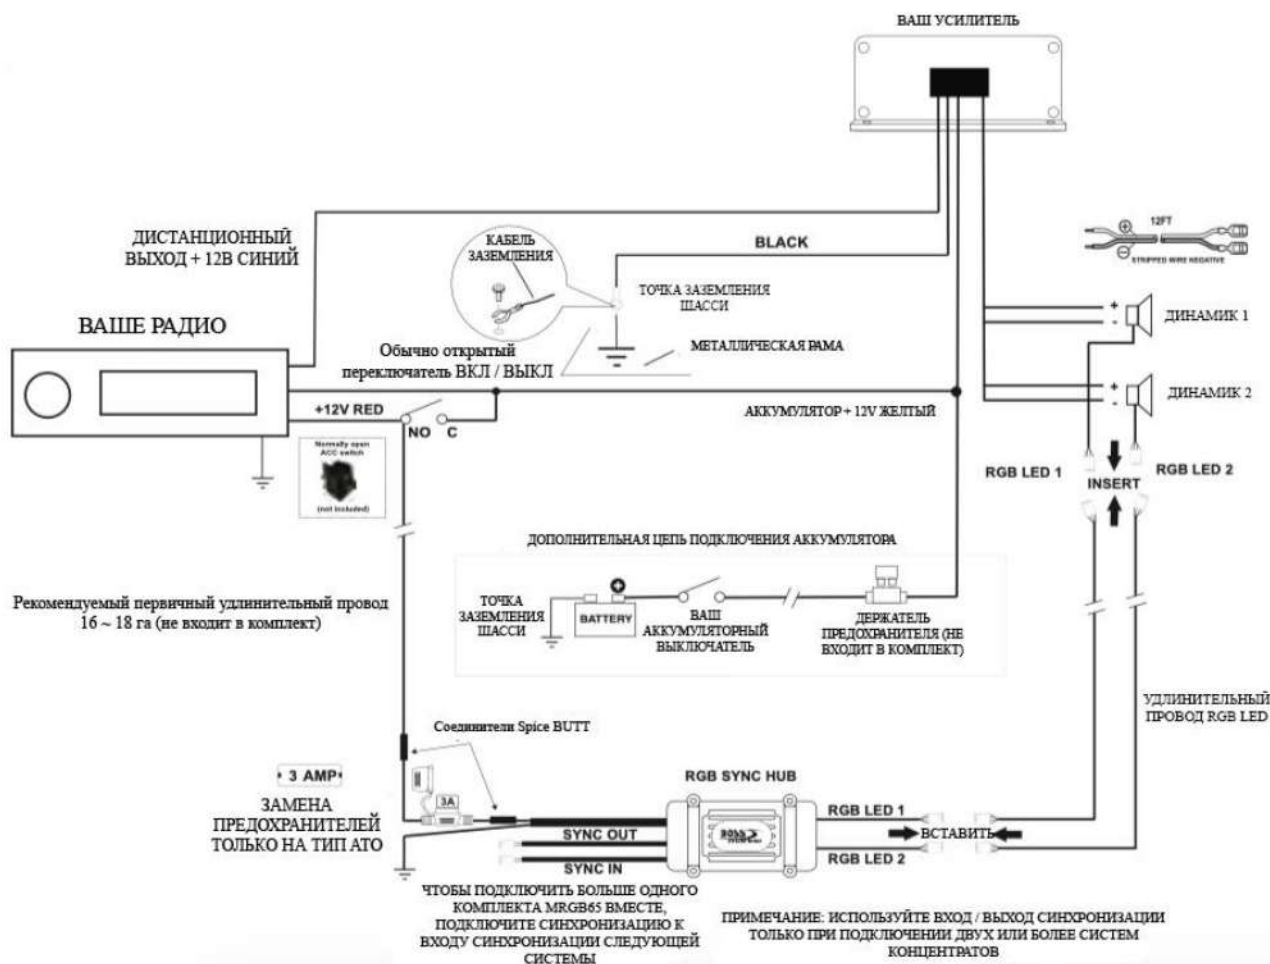 ВАШ УСИЛИТЕЛЬ
ДИСТАНЦИОННЫЙ
ВЫХОД + 12В СИНИЙ
КАБЕЛЬ
ЗАЗЕМЛЕНИЯ
BLACK
12FT
STRIPPED WIRE NEGATIVE
ТОЧКА ЗАЗЕМЛЕНИЯ
ШАССИ
+
-
ДИНАМИК 1
ВАШЕ РАДИО
МЕТАЛЛИЧЕСКАЯ РАМА
Обычно открытый
переключатель ВКЛ / ВЫКЛ
+
-
ДИНАМИК 2
+12V RED
NO C
АККУМУЛЯТОР + 12V ЖЕЛТЫЙ
Normally open
ACC switch
(not included)
RGB LED 1
INSERT
RGB LED 2
ДОПОЛНИТЕЛЬНАЯ ЦЕПЬ ПОДКЛЮЧЕНИЯ АККУМУЛЯТОРА
Рекомендуемый первичный удлинительный провод
16 ~ 18 га (не входит в комплект)
ТОЧКА
ЗАЗЕМЛЕНИЯ
ШАССИ
BATTERY
ВАШ
АККУМУЛЯТОРНЫЙ
ВЫКЛЮЧАТЕЛЬ
ДЕРЖАТЕЛЬ
ПРЕДОХРАНИТЕЛЯ (НЕ
ВХОДИТ В КОМПЛЕКТ)
УДЛИНИТЕЛЬНЫЙ
ПРОВОД RGB LED
Соединители Spice BUTT
3 AMP
3A
ЗАМЕНА
ПРЕДОХРАНИТЕЛЕЙ
ТОЛЬКО НА ТИП АТО
RGB SYNC HUB
BOSS
RGB LED 1
ВСТАВИТЬ
RGB LED 2
SYNC OUT
SYNC IN
ЧТОБЫ ПОДКЛЮЧИТЬ БОЛЬШЕ ОДНОГО
КОМПЛЕКТА MRGB65 ВМЕСТЕ,
ПОДКЛЮЧИТЕ СИНХРОНИЗАЦИЮ К
ВХОДУ СИНХРОНИЗАЦИИ СЛЕДУЮЩЕЙ
СИСТЕМЫ
ПРИМЕЧАНИЕ: ИСПОЛЬЗУЙТЕ ВХОД / ВЫХОД СИНХРОНИЗАЦИИ
ТОЛЬКО ПРИ ПОДКЛЮЧЕНИИ ДВУХ ИЛИ БОЛЕЕ СИСТЕМ
КОНЦЕНТРАТОВ